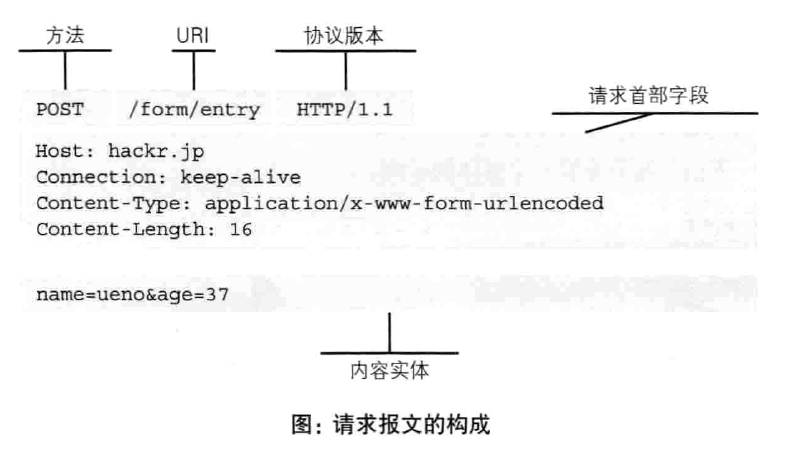 方法 URI 协议版本
请求首部字段
POST /form/entry HTTP/1.1
Host: hackr.jp
Connection: keep-alive
Content-Type: application/x-www-form-urlencoded
Content-Length: 16
name=ueno&age=37
内容实体
图：请求报文的构成